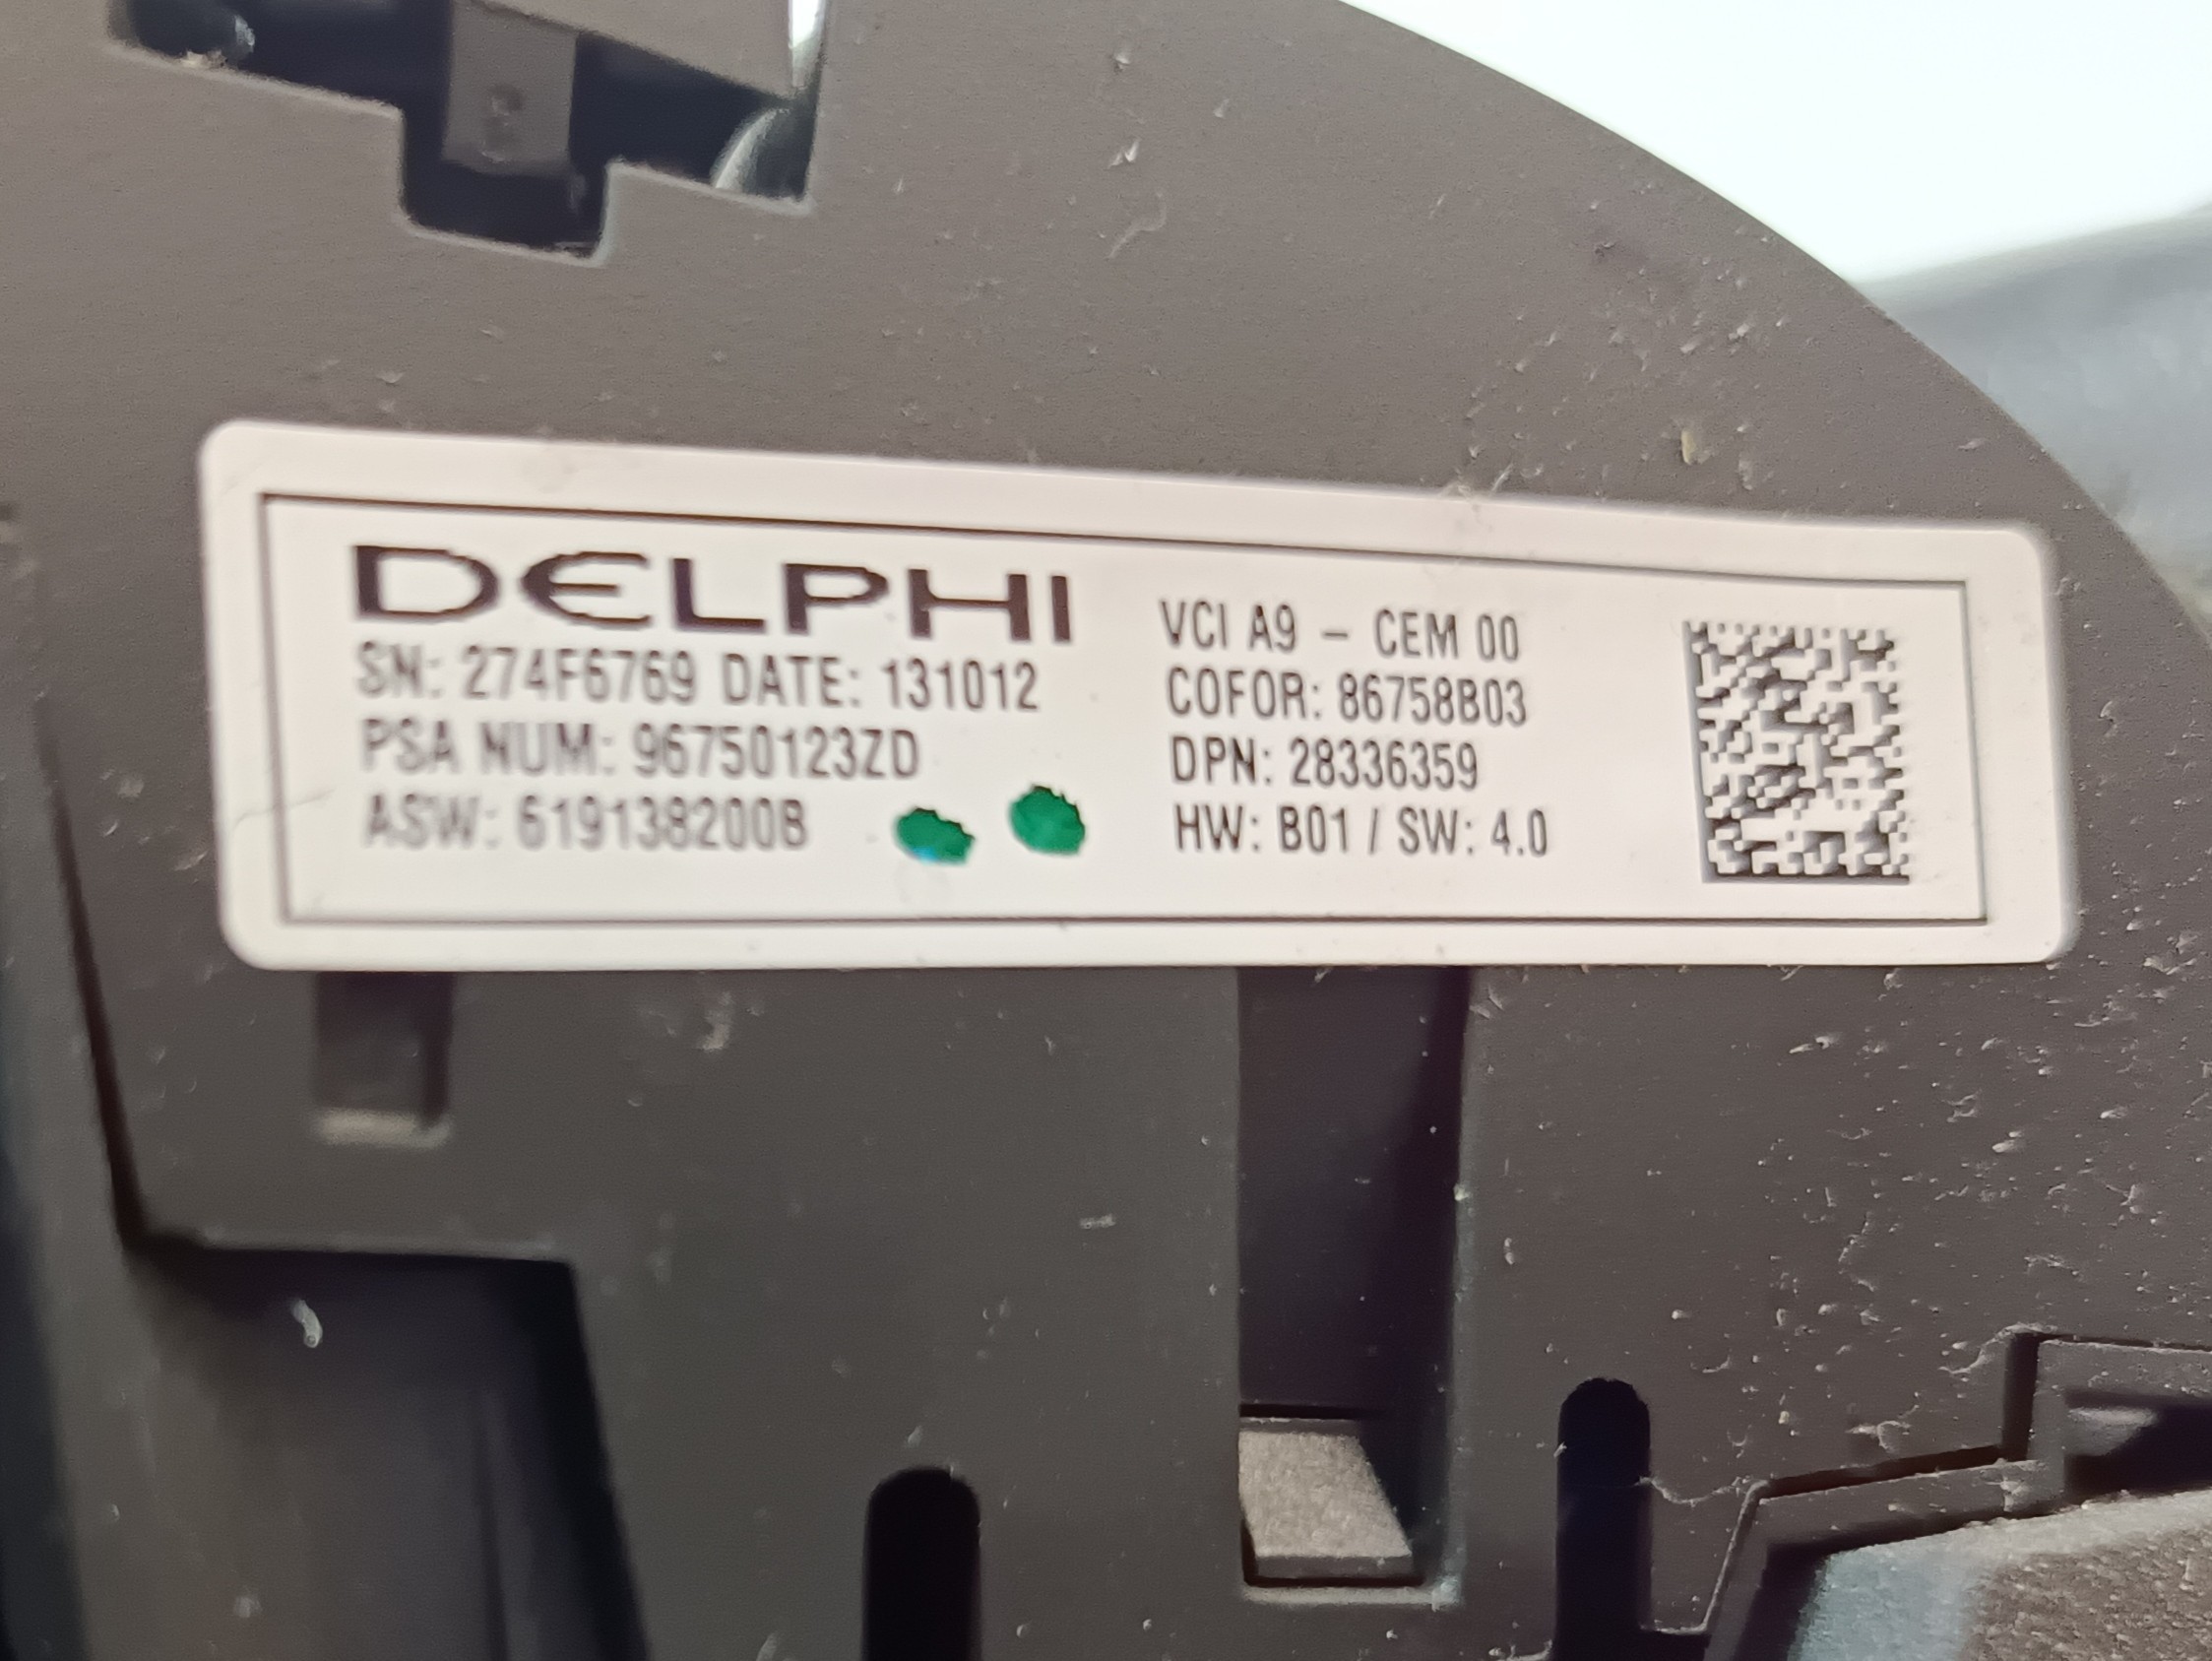 DELPHI
SN: 274F6769 DATE: 131012
PSA NUM: 96750123ZD
ASW: 619138200B
VCI A9 - CEM 00
COFOR: 86758B03
DPN: 28336359
HW: B01 / SW: 4.0